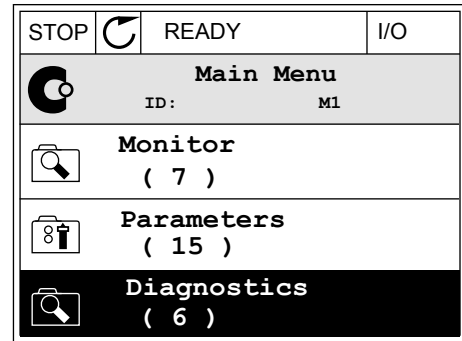 STOP READY I/O
Main Menu
ID: M1
Monitor
( 7 )
Parameters
( 15 )
Diagnostics
( 6 )